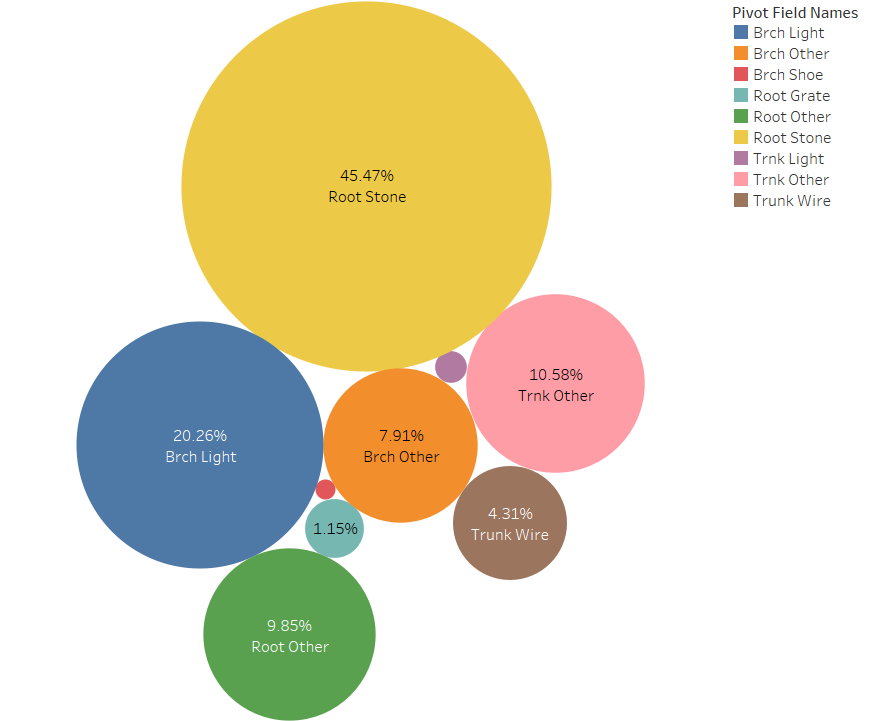 Pivot Field Names
Brch Light
Brch Other
Brch Shoe
Root Grate
Root Other
Root Stone
Trnk Light
Trnk Other
Trunk Wire
45.47%
Root Stone
10.58%
Trnk Other
20.26%
Brch Light
7.91%
Brch Other
4.31%
Trunk Wire
1.15%
9.85%
Root Other